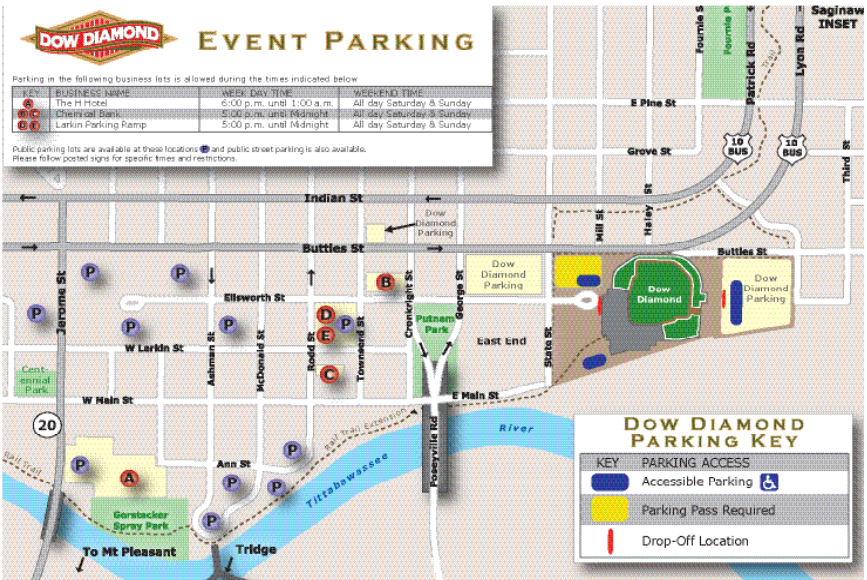 DOW DIAMOND
EVENT PARKING
Parking in the following business lots is allowed during the times indicated below
KEY BUSINESS NAME WEEK DAY TIME WEEKEND TIME
A The H Hotel 6:00 p.m. until 1:00 a.m. All day Saturday & Sunday
B C Chemical Bank 5:00 p.m. until Midnight All day Saturday & Sunday
D E Larkin Parking Ramp 5:00 p.m. until Midnight All day Saturday & Sunday
Public parking lots are available at these locations P and public street parking is also available.
Please follow posted signs for specific times and restrictions.
Saginaw
INSET
Fournie St
Fournie P
Patrick Rd
Lyon Rd
Trail
E Pine St
Grove St
10
BUS
10
BUS
Third St
Indian St
Dow
Diamond
Parking
Mill St
Haley St
Buttles St
Buttles St
Jerome St
P
P
P
P
P
P
Ellsworth St
B
D
E
C
Cronkright St
George St
Dow
Diamond
Parking
Dow
Diamond
Dow
Diamond
Parking
Putnam
Park
East End
State St
W Larkin St
Ashman St
McDonald St
Rodd St
Townsend St
Cent-
ennial
Park
W Main St
E Main St
20
Rail Trail
Rail Trail Extension
Poseyville Rd
River
Tittabawassee
P
A
Ann St
P
P
P
P
Gerstacker
Spray Park
To Mt Pleasant
Tridge
DOW DIAMOND
PARKING KEY
KEY PARKING ACCESS
Accessible Parking
Parking Pass Required
Drop-Off Location